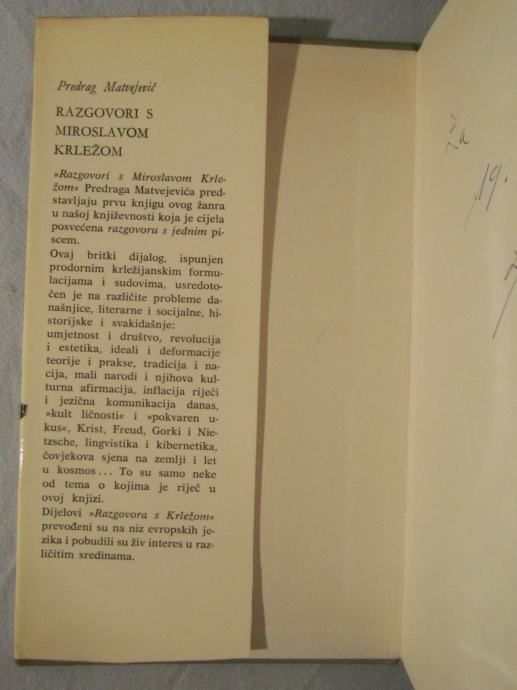 Predrag Matvejević
RAZGOVORI S
MIROSLAVOM
KRLEŽOM
»Razgovori s Miroslavom Krle-
žom« Predraga Matvejevića pred-
stavljaju prvu knjigu ovog žanra
u našoj književnosti koja je cijela
posvećena razgovoru s jednim pi-
scem.
Ovaj britki dijalog, ispunjen
prodornim krležijanskim formu-
lacijama i sudovima, usredoto-
čen je na različite probleme da-
našnjice, literarne i socijalne, hi-
storijske i svakidašnje:
umjetnost i društvo, revolucija
i estetika, ideali i deformacije
teorije i prakse, tradicija i na-
cija, mali narodi i njihova kul-
turna afirmacija, inflacija riječi
i jezična komunikacija danas,
»kult ličnosti« i »pokvaren u-
kus«, Krist, Freud, Gorki i Nie-
tzsche, lingvistika i kibernetika,
čovjekova sjena na zemlji i let
u kosmos... To su samo neke
od tema o kojima je riječ u
ovoj knjizi.
Dijelovi »Razgovora s Krležom«
prevođeni su na niz evropskih je-
zika i pobudili su živ interes u raz-
ličitim sredinama.
Za
19.